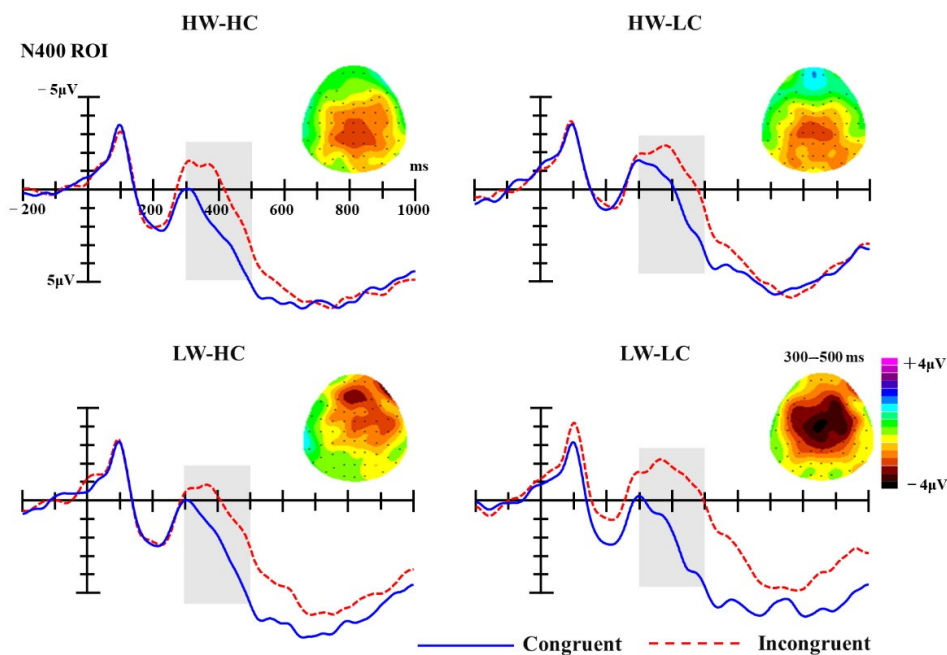 HW-HC
HW-LC
N400 ROI
− 5μV
ms
− 200
200
400
600
800
1000
5μV
LW-HC
LW-LC
300–500 ms
+4μV
− 4μV
Congruent
Incongruent